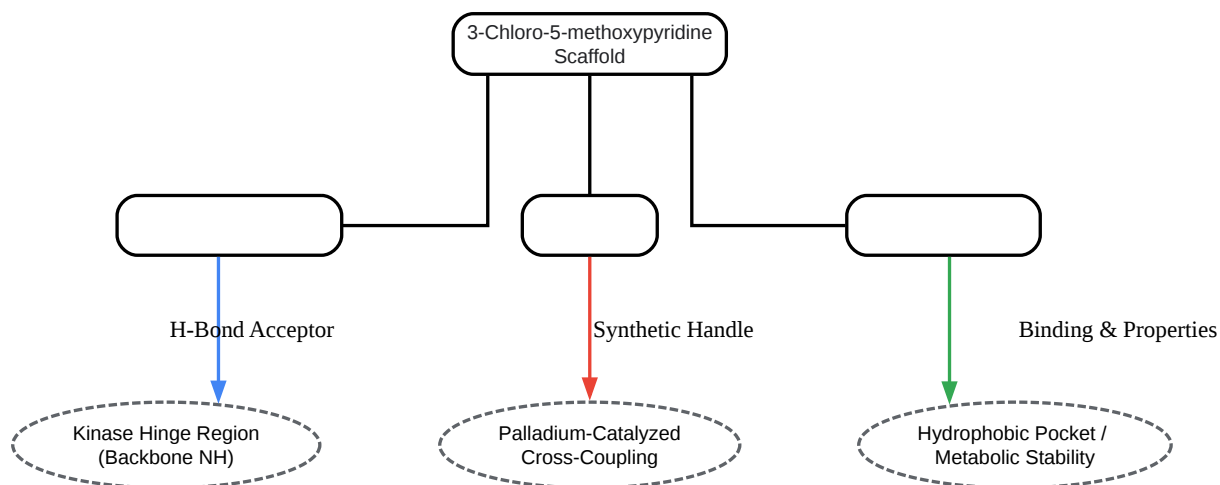 3-Chloro-5-methoxypyridine
Scaffold
H-Bond Acceptor
Synthetic Handle
Binding & Properties
Kinase Hinge Region
(Backbone NH)
Palladium-Catalyzed
Cross-Coupling
Hydrophobic Pocket /
Metabolic Stability